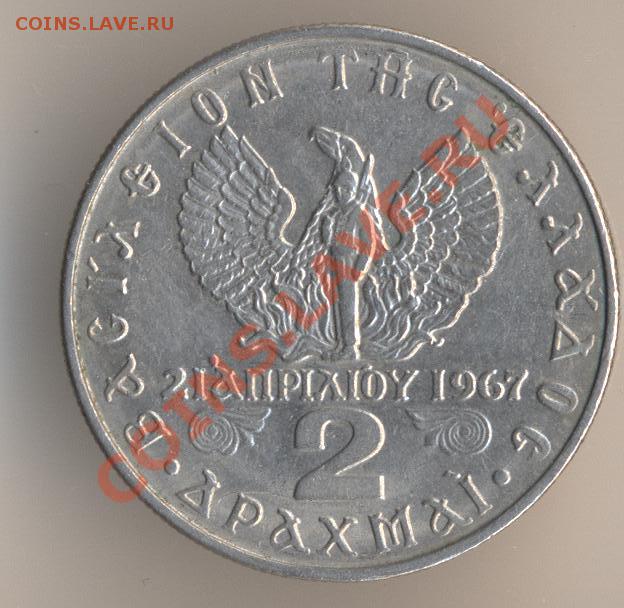 COINS.LAVE.RU
ΒΑϹΙΛΕΙΟΝ ΤΗϹ ΕΛΛΑΔΟϹ
21 ΑΠΡΙΛΙΟΥ 1967
2
· ΔΡΑΧΜΑΙ ·
COINS.LAVE.RU